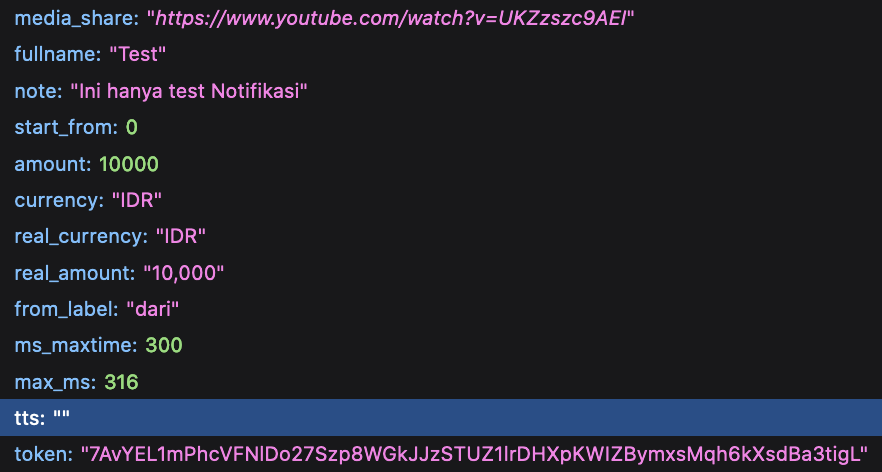 media_share: "https://www.youtube.com/watch?v=UKZzszc9AEI"
fullname: "Test"
note: "Ini hanya test Notifikasi"
start_from: 0
amount: 10000
currency: "IDR"
real_currency: "IDR"
real_amount: "10,000"
from_label: "dari"
ms_maxtime: 300
max_ms: 316
tts: ""
token: "7AvYEL1mPhcVFNlDo27Szp8WGkJJzSTUZ1lrDHXpKWIZBymxsMqh6kXsdBa3tigL"